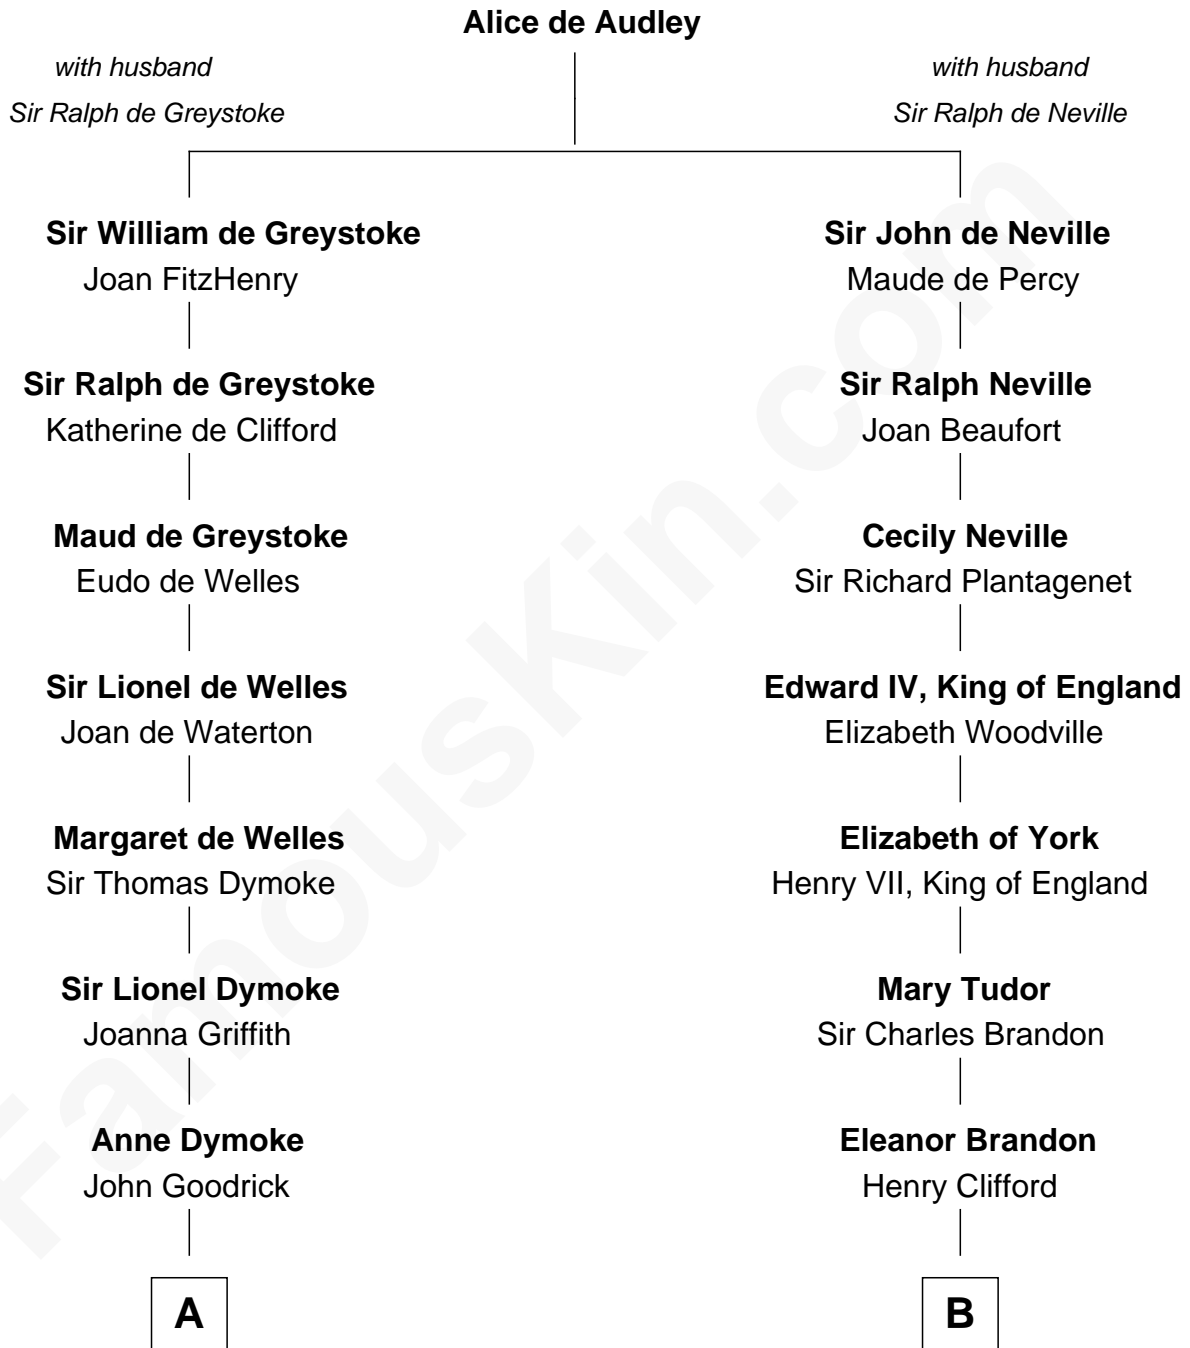 Alice de Audley
with husband
Sir Ralph de Greystoke
with husband
Sir Ralph de Neville
Sir William de Greystoke
Joan FitzHenry
Sir Ralph de Greystoke
Katherine de Clifford
Maud de Greystoke
Eudo de Welles
Sir Lionel de Welles
Joan de Waterton
Margaret de Welles
Sir Thomas Dymoke
Sir Lionel Dymoke
Joanna Griffith
Anne Dymoke
John Goodrick
A
Sir John de Neville
Maude de Percy
Sir Ralph Neville
Joan Beaufort
Cecily Neville
Sir Richard Plantagenet
Edward IV, King of England
Elizabeth Woodville
Elizabeth of York
Henry VII, King of England
Mary Tudor
Sir Charles Brandon
Eleanor Brandon
Henry Clifford
B
FamousKin.com